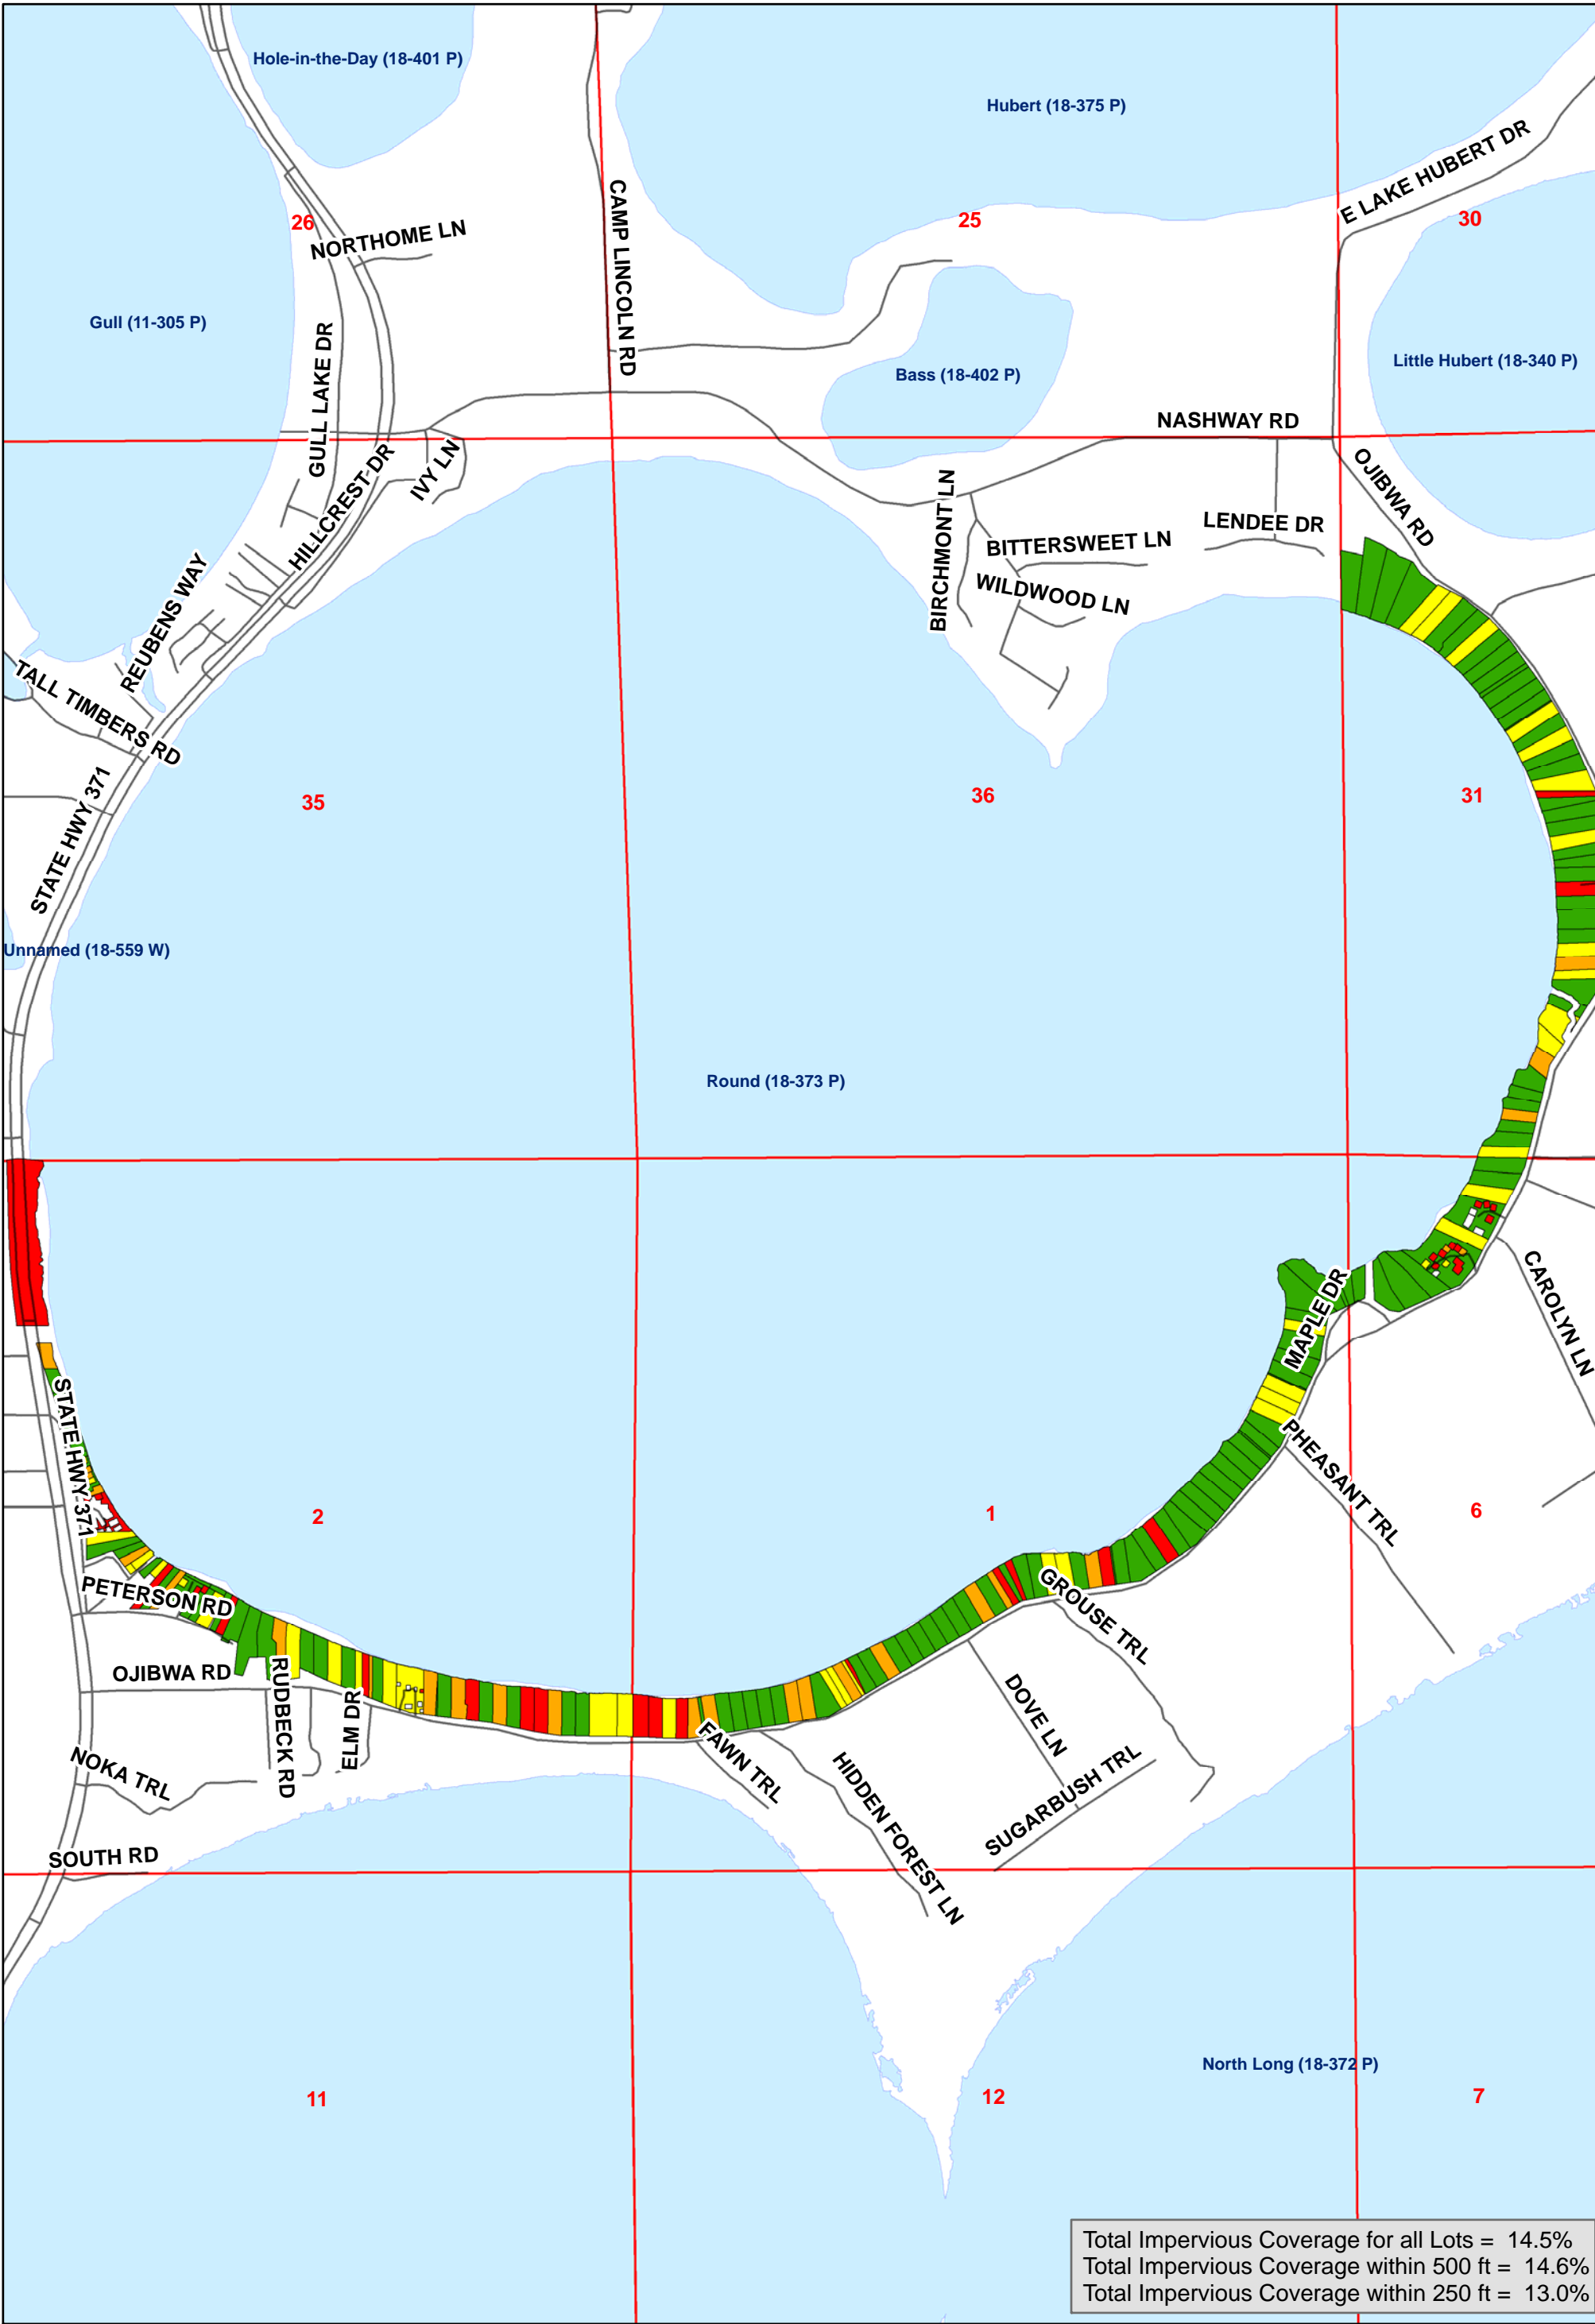 Hole-in-the-Day (18-401 P)
Hubert (18-375 P)
E LAKE HUBERT DR
26
NORTHOME LN
CAMP LINCOLN RD
25
30
Gull (11-305 P)
GULL LAKE DR
Bass (18-402 P)
Little Hubert (18-340 P)
NASHWAY RD
HILLCREST DR
IVY LN
OJIBWA RD
BIRCHMONT LN
LENDEE DR
BITTERSWEET LN
WILDWOOD LN
REUBENS WAY
TALL TIMBERS RD
STATE HWY 371
35
36
31
Unnamed (18-559 W)
Round (18-373 P)
MAPLE DR
CAROLYN LN
STATE HWY 371
2
1
PHEASANT TRL
6
PETERSON RD
GROUSE TRL
OJIBWA RD
RUDBECK RD
ELM DR
DOVE LN
NOKA TRL
FAWN TRL
HIDDEN FOREST LN
SUGARBUSH TRL
SOUTH RD
North Long (18-372 P)
11
12
7
Total Impervious Coverage for all Lots = 14.5%
Total Impervious Coverage within 500 ft = 14.6%
Total Impervious Coverage within 250 ft = 13.0%